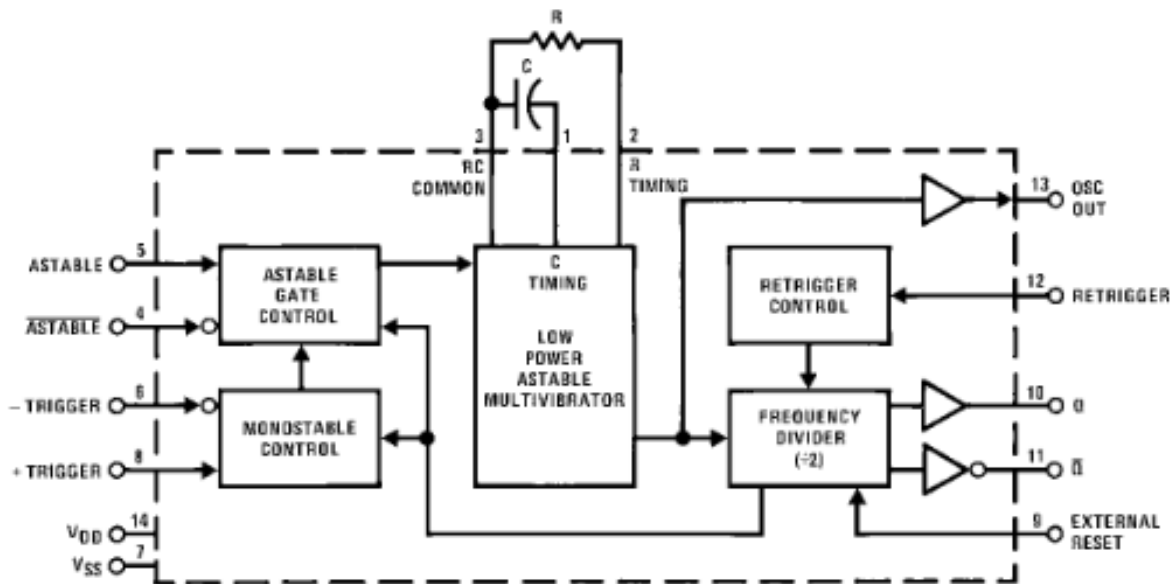 R
C
3
1
2
RC
COMMON
R
TIMING
13
OSC
OUT
5
ASTABLE
ASTABLE
GATE
CONTROL
C
TIMING
LOW
POWER
ASTABLE
MULTIVIBRATOR
RETRIGGER
CONTROL
12
RETRIGGER
4
A̅S̅T̅A̅B̅L̅E̅
6
– TRIGGER
MONOSTABLE
CONTROL
FREQUENCY
DIVIDER
(÷2)
10
Q
8
+ TRIGGER
11
Q̅
14
VDD
7
VSS
9
EXTERNAL
RESET